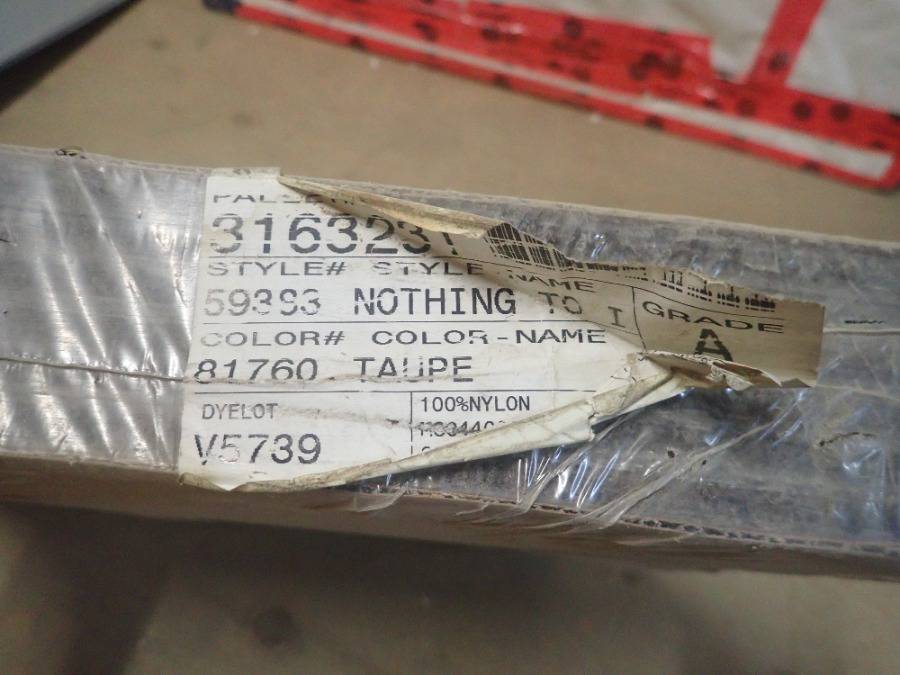 3163231
STYLE# STYLE NAME
59393 NOTHING TO I
GRADE
A
COLOR# COLOR-NAME
81760 TAUPE
DYELOT
V5739
100%NYLON